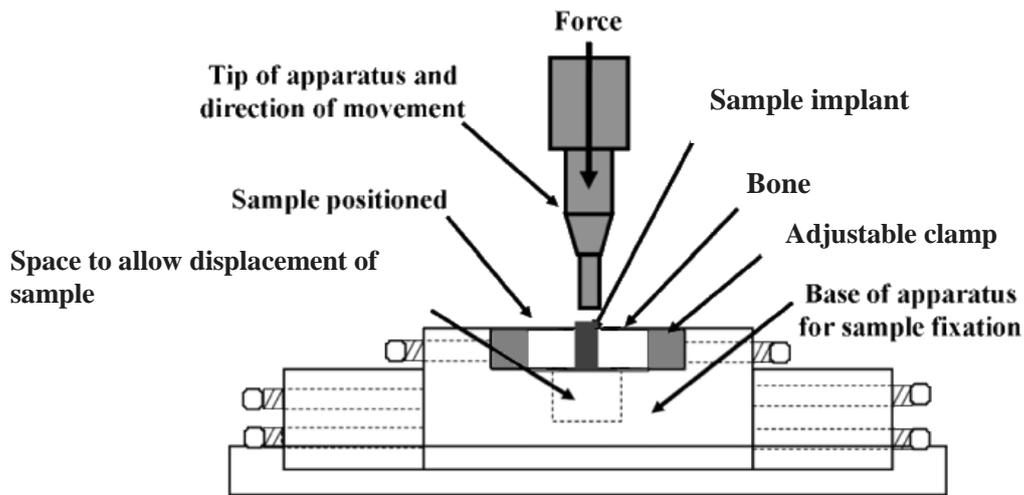 Force
Tip of apparatus and
direction of movement
Sample implant
Bone
Sample positioned
Adjustable clamp
Space to allow displacement of
sample
Base of apparatus
for sample fixation